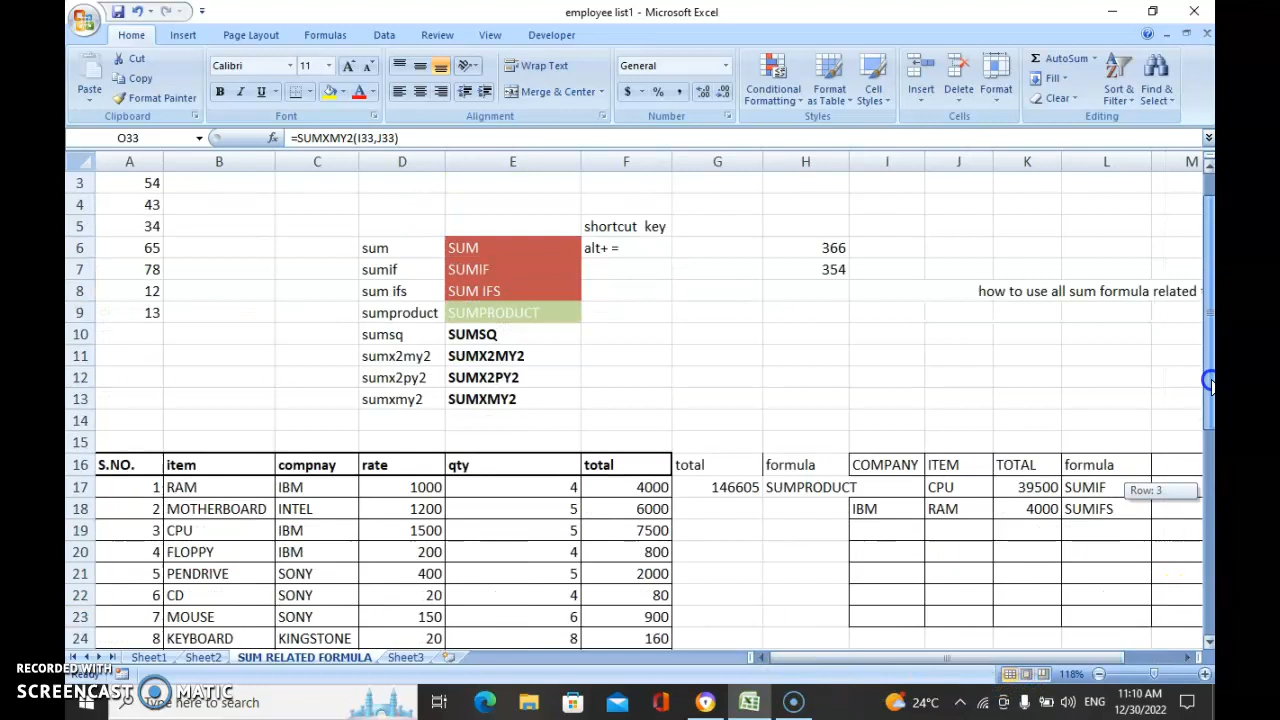 employee list1 - Microsoft Excel
Home Insert Page Layout Formulas Data Review View Developer
Paste Cut Copy Format Painter Clipboard
Calibri 11 Font
Wrap Text Merge & Center Alignment
General Number
Conditional Formatting Format as Table Cell Styles Styles
Insert Delete Format Cells
AutoSum Fill Clear Sort & Filter Find & Select Editing
O33 fx =SUMXMY2(I33,J33)
A B C D E F G H I J K L M
3 54
4 43
5 34 shortcut key
6 65 sum SUM alt+ = 366
7 78 sumif SUMIF 354
8 12 sum ifs SUM IFS how to use all sum formula related
9 13 sumproduct SUMPRODUCT
10 sumsq SUMSQ
11 sumx2my2 SUMX2MY2
12 sumx2py2 SUMX2PY2
13 sumxmy2 SUMXMY2
14
15
16 S.NO. item compnay rate qty total total formula COMPANY ITEM TOTAL formula
17 1 RAM IBM 1000 4 4000 146605 SUMPRODUCT CPU 39500 SUMIF Row: 3
18 2 MOTHERBOARD INTEL 1200 5 6000 IBM RAM 4000 SUMIFS
19 3 CPU IBM 1500 5 7500
20 4 FLOPPY IBM 200 4 800
21 5 PENDRIVE SONY 400 5 2000
22 6 CD SONY 20 4 80
23 7 MOUSE SONY 150 6 900
24 8 KEYBOARD KINGSTONE 20 8 160
Sheet1 Sheet2 SUM RELATED FORMULA Sheet3
RECORDED WITH
Ready 118%
SCREENCAST MATIC
Type here to search 24°C ENG 11:10 AM
12/30/2022